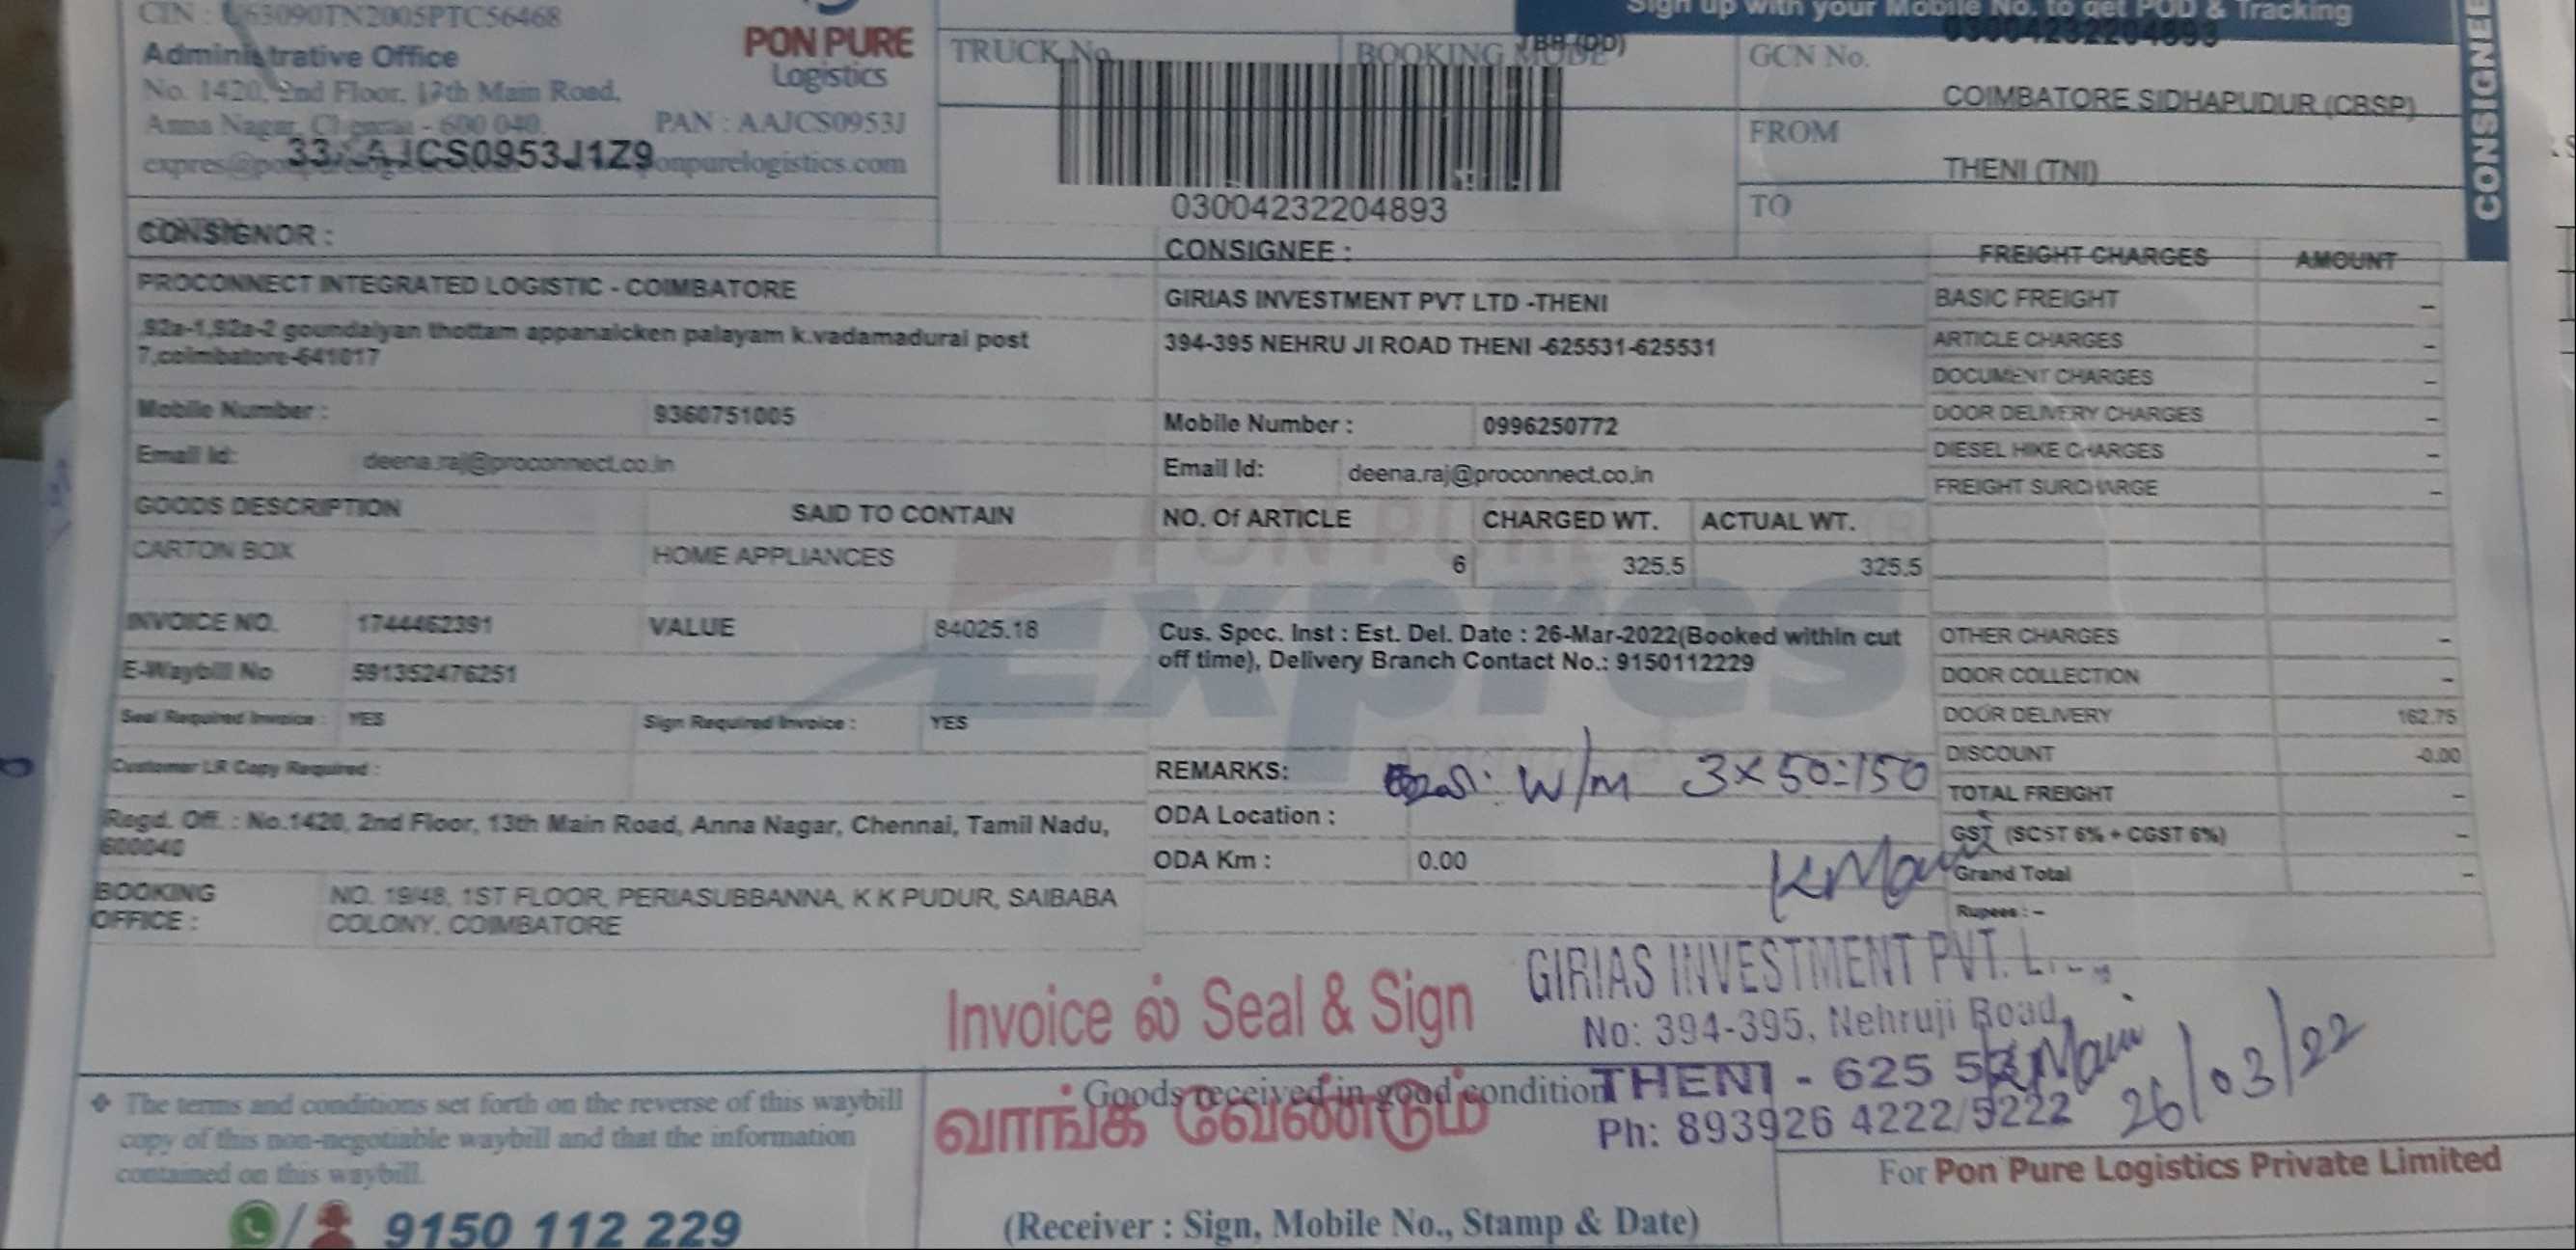 CIN : U63090TN2005PTC56468
Administrative Office
No. 1420, 2nd Floor, 13th Main Road,
Anna Nagar, Chennai - 600 040.
PAN : AAJCS0953J
33AAJCS0953J1Z9
ponpurelogistics.com
PON PURE
Logistics
TRUCK No.
BOOKING MODE
TBB (DD)
03004232204893
Sign up with your Mobile No. to get POD & Tracking
GCN No.
03004232204893
FROM
COIMBATORE SIDHAPUDUR (CBSP)
TO
THENI (TNI)
CONSIGNEE
CONSIGNOR :
PROCONNECT INTEGRATED LOGISTIC - COIMBATORE
,92a-1,92a-2 goundaiyan thottam appanaicken palayam k.vadamadurai post
7,coimbatore-641017
Mobile Number : 9360751005
Email Id: deena.raj@proconnect.co.in
CONSIGNEE :
GIRIAS INVESTMENT PVT LTD -THENI
394-395 NEHRU JI ROAD THENI -625531-625531
Mobile Number : 0996250772
Email Id: deena.raj@proconnect.co.in
GOODS DESCRIPTION SAID TO CONTAIN NO. Of ARTICLE CHARGED WT. ACTUAL WT.
CARTON BOX HOME APPLIANCES 6 325.5 325.5
INVOICE NO. 1744462391 VALUE 84025.18
E-Waybill No 591352476251
Seal Required Invoice : YES Sign Required Invoice : YES
Customer LR Copy Required :
Regd. Off. : No.1420, 2nd Floor, 13th Main Road, Anna Nagar, Chennai, Tamil Nadu,
600040
BOOKING OFFICE : NO. 19/48, 1ST FLOOR, PERIASUBBANNA, K K PUDUR, SAIBABA
COLONY, COIMBATORE
Cus. Spec. Inst : Est. Del. Date : 26-Mar-2022(Booked within cut
off time), Delivery Branch Contact No.: 9150112229
REMARKS: W/m 3x50=150
ODA Location :
ODA Km : 0.00
FREIGHT CHARGES AMOUNT
BASIC FREIGHT –
ARTICLE CHARGES –
DOCUMENT CHARGES –
DOOR DELIVERY CHARGES –
DIESEL HIKE CHARGES –
FREIGHT SURCHARGE –
OTHER CHARGES –
DOOR COLLECTION –
DOOR DELIVERY 162.75
DISCOUNT -0.00
TOTAL FREIGHT –
GST (SCST 6% + CGST 6%) –
Grand Total –
Rupees : –
PON PURE
Expres
Invoice ல் Seal & Sign
வாங்க வேண்டும்
GIRIAS INVESTMENT PVT.
No: 394-395, Nehruji Road,
THENI - 625 5
Ph: 893926 4222/5222
26/03/22
Goods received in good condition
(Receiver : Sign, Mobile No., Stamp & Date)
For Pon Pure Logistics Private Limited
❖ The terms and conditions set forth on the reverse of this waybill
copy of this non-negotiable waybill and that the information
contained on this waybill.
9150 112 229